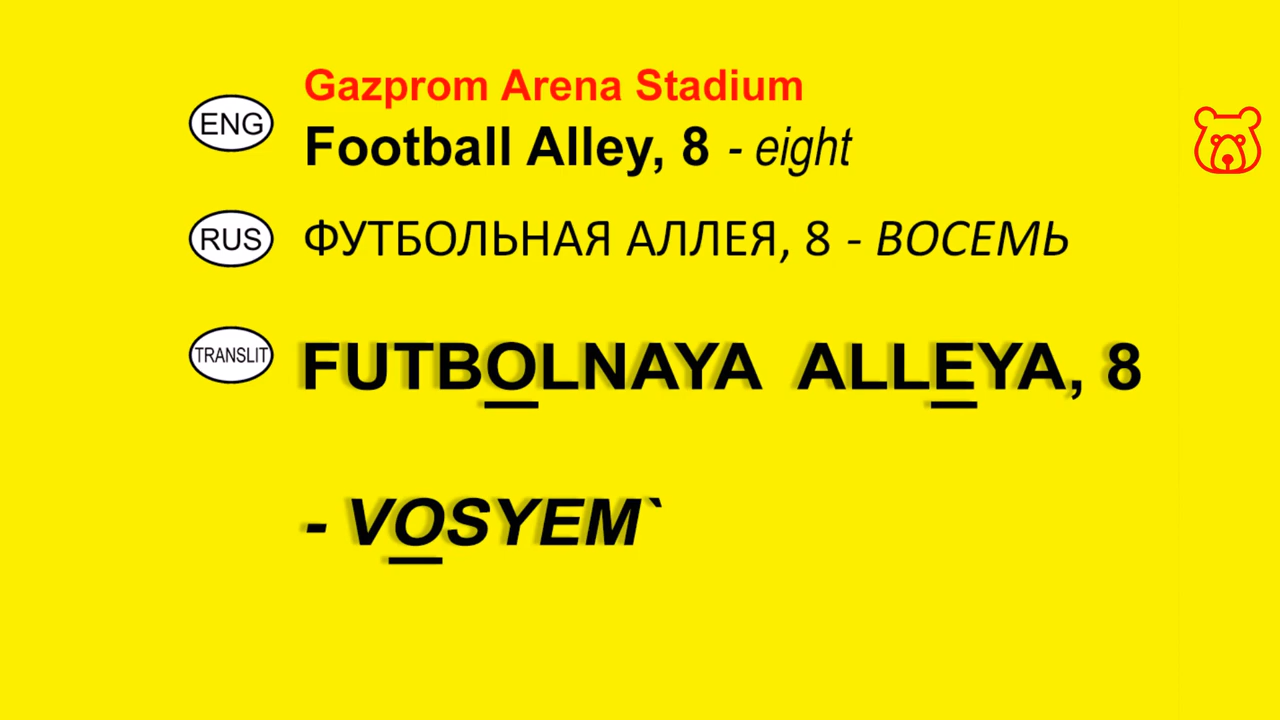 Gazprom Arena Stadium
ENG
Football Alley, 8 - eight
RUS
ФУТБОЛЬНАЯ АЛЛЕЯ, 8 - ВОСЕМЬ
TRANSLIT
FUTBOLNAYA ALLEYA, 8
- VOSYEM`